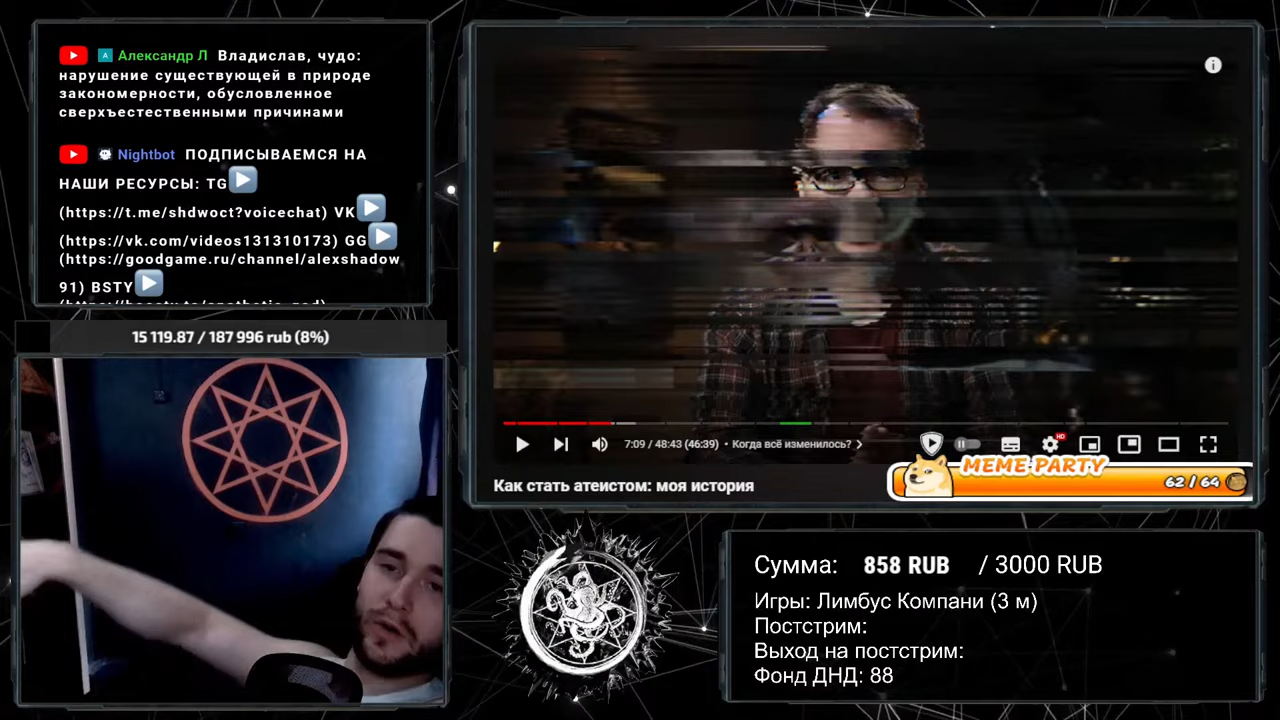 А Александр Л Владислав, чудо:
нарушение существующей в природе
закономерности, обусловленное
сверхъестественными причинами
Nightbot ПОДПИСЫВАЕМСЯ НА
НАШИ РЕСУРСЫ: TG
(https://t.me/shdwoct?voicechat) VK
(https://vk.com/videos131310173) GG
(https://goodgame.ru/channel/alexshadow
91) BSTY
15 119.87 / 187 996 rub (8%)
7:09 / 48:43 (46:39) • Когда всё изменилось?
HD
MEME PARTY
62 / 64
Как стать атеистом: моя история
Сумма: 858 RUB / 3000 RUB
Игры: Лимбус Компани (3 м)
Постстрим:
Выход на постстрим:
Фонд ДНД: 88